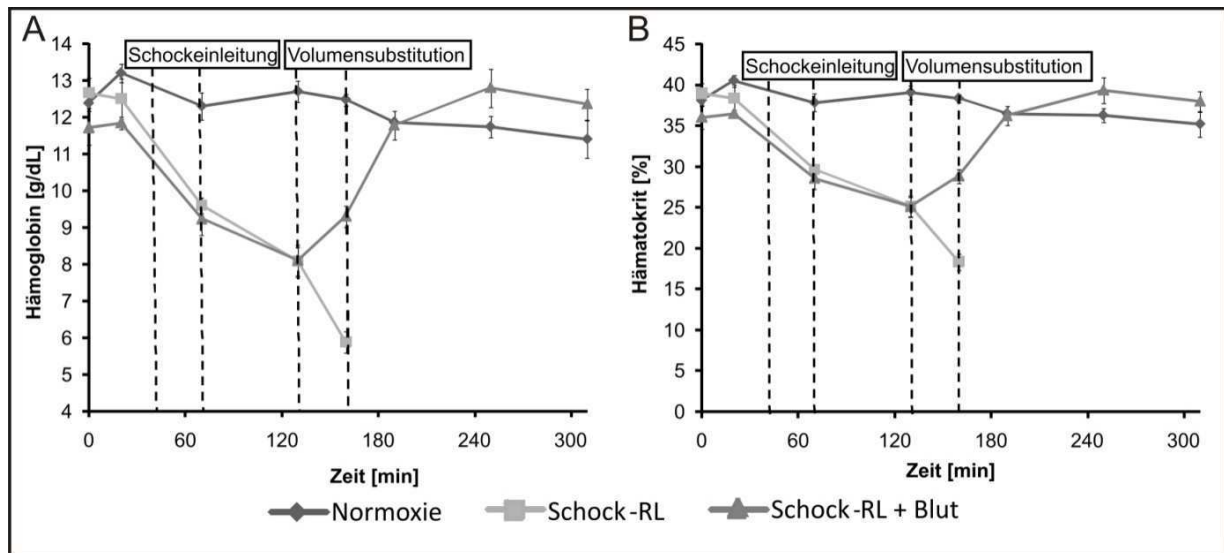 A
Schockeinleitung
Volumensubstitution
14
13
12
11
10
9
8
7
6
5
4
Hämoglobin [g/dL]
0
60
120
180
240
300
Zeit [min]
B
Schockeinleitung
Volumensubstitution
45
40
35
30
25
20
15
10
5
0
Hämatokrit [%]
0
60
120
180
240
300
Zeit [min]
Normoxie
Schock -RL
Schock -RL + Blut